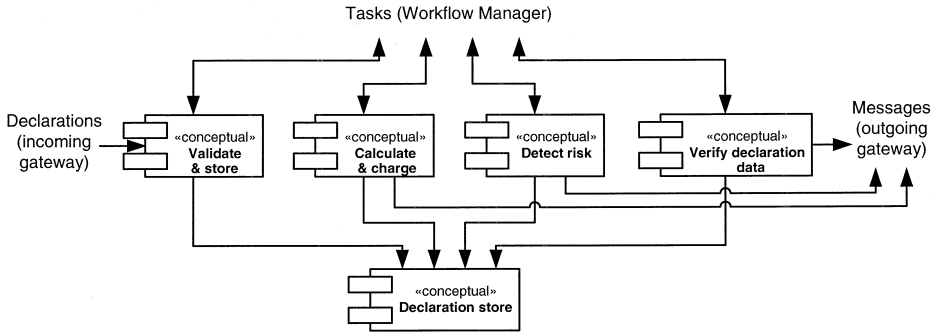 Tasks (Workflow Manager)
Declarations
(incoming
gateway)
«conceptual»
Validate
& store
«conceptual»
Calculate
& charge
«conceptual»
Detect risk
«conceptual»
Verify declaration
data
Messages
(outgoing
gateway)
«conceptual»
Declaration store